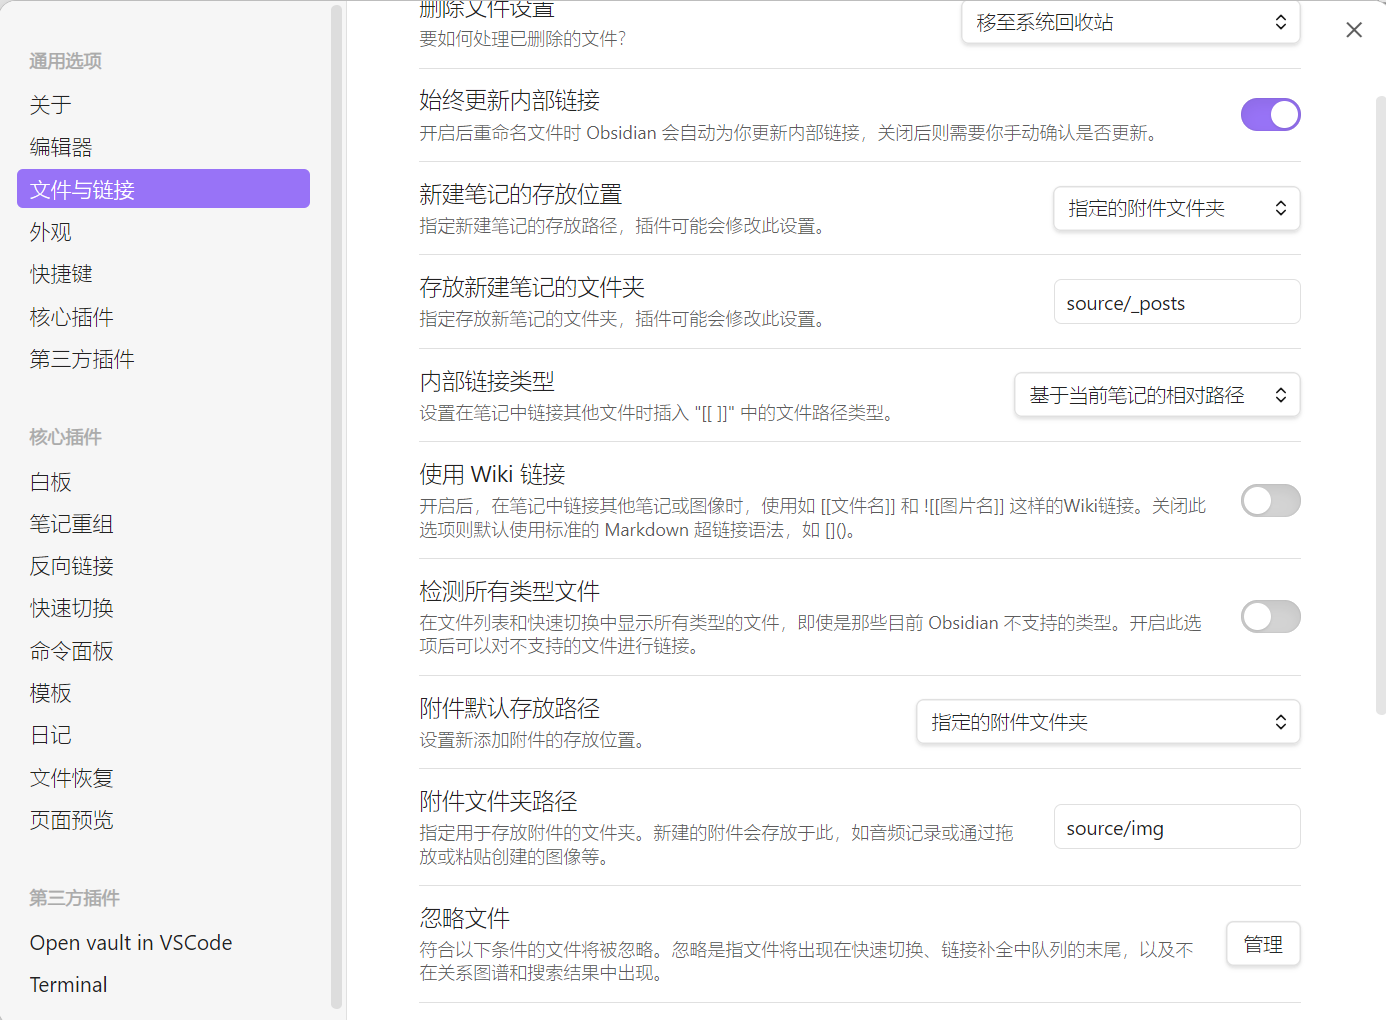 通用选项
关于
编辑器
文件与链接
外观
快捷键
核心插件
第三方插件
核心插件
白板
笔记重组
反向链接
快速切换
命令面板
模板
日记
文件恢复
页面预览
第三方插件
Open vault in VSCode
Terminal
删除文件设置
要如何处理已删除的文件？
移至系统回收站
始终更新内部链接
开启后重命名文件时 Obsidian 会自动为你更新内部链接，关闭后则需要你手动确认是否更新。
新建笔记的存放位置
指定新建笔记的存放路径，插件可能会修改此设置。
指定的附件文件夹
存放新建笔记的文件夹
指定存放新笔记的文件夹，插件可能会修改此设置。
source/_posts
内部链接类型
设置在笔记中链接其他文件时插入 "[[ ]]" 中的文件路径类型。
基于当前笔记的相对路径
使用 Wiki 链接
开启后，在笔记中链接其他笔记或图像时，使用如 [[文件名]] 和 ![[图片名]] 这样的Wiki链接。关闭此
选项则默认使用标准的 Markdown 超链接语法，如 []()。
检测所有类型文件
在文件列表和快速切换中显示所有类型的文件，即使是那些目前 Obsidian 不支持的类型。开启此选
项后可以对不支持的文件进行链接。
附件默认存放路径
设置新添加附件的存放位置。
指定的附件文件夹
附件文件夹路径
指定用于存放附件的文件夹。新建的附件会存放于此，如音频记录或通过拖
放或粘贴创建的图像等。
source/img
忽略文件
符合以下条件的文件将被忽略。忽略是指文件将出现在快速切换、链接补全中队列的末尾，以及不
在关系图谱和搜索结果中出现。
管理